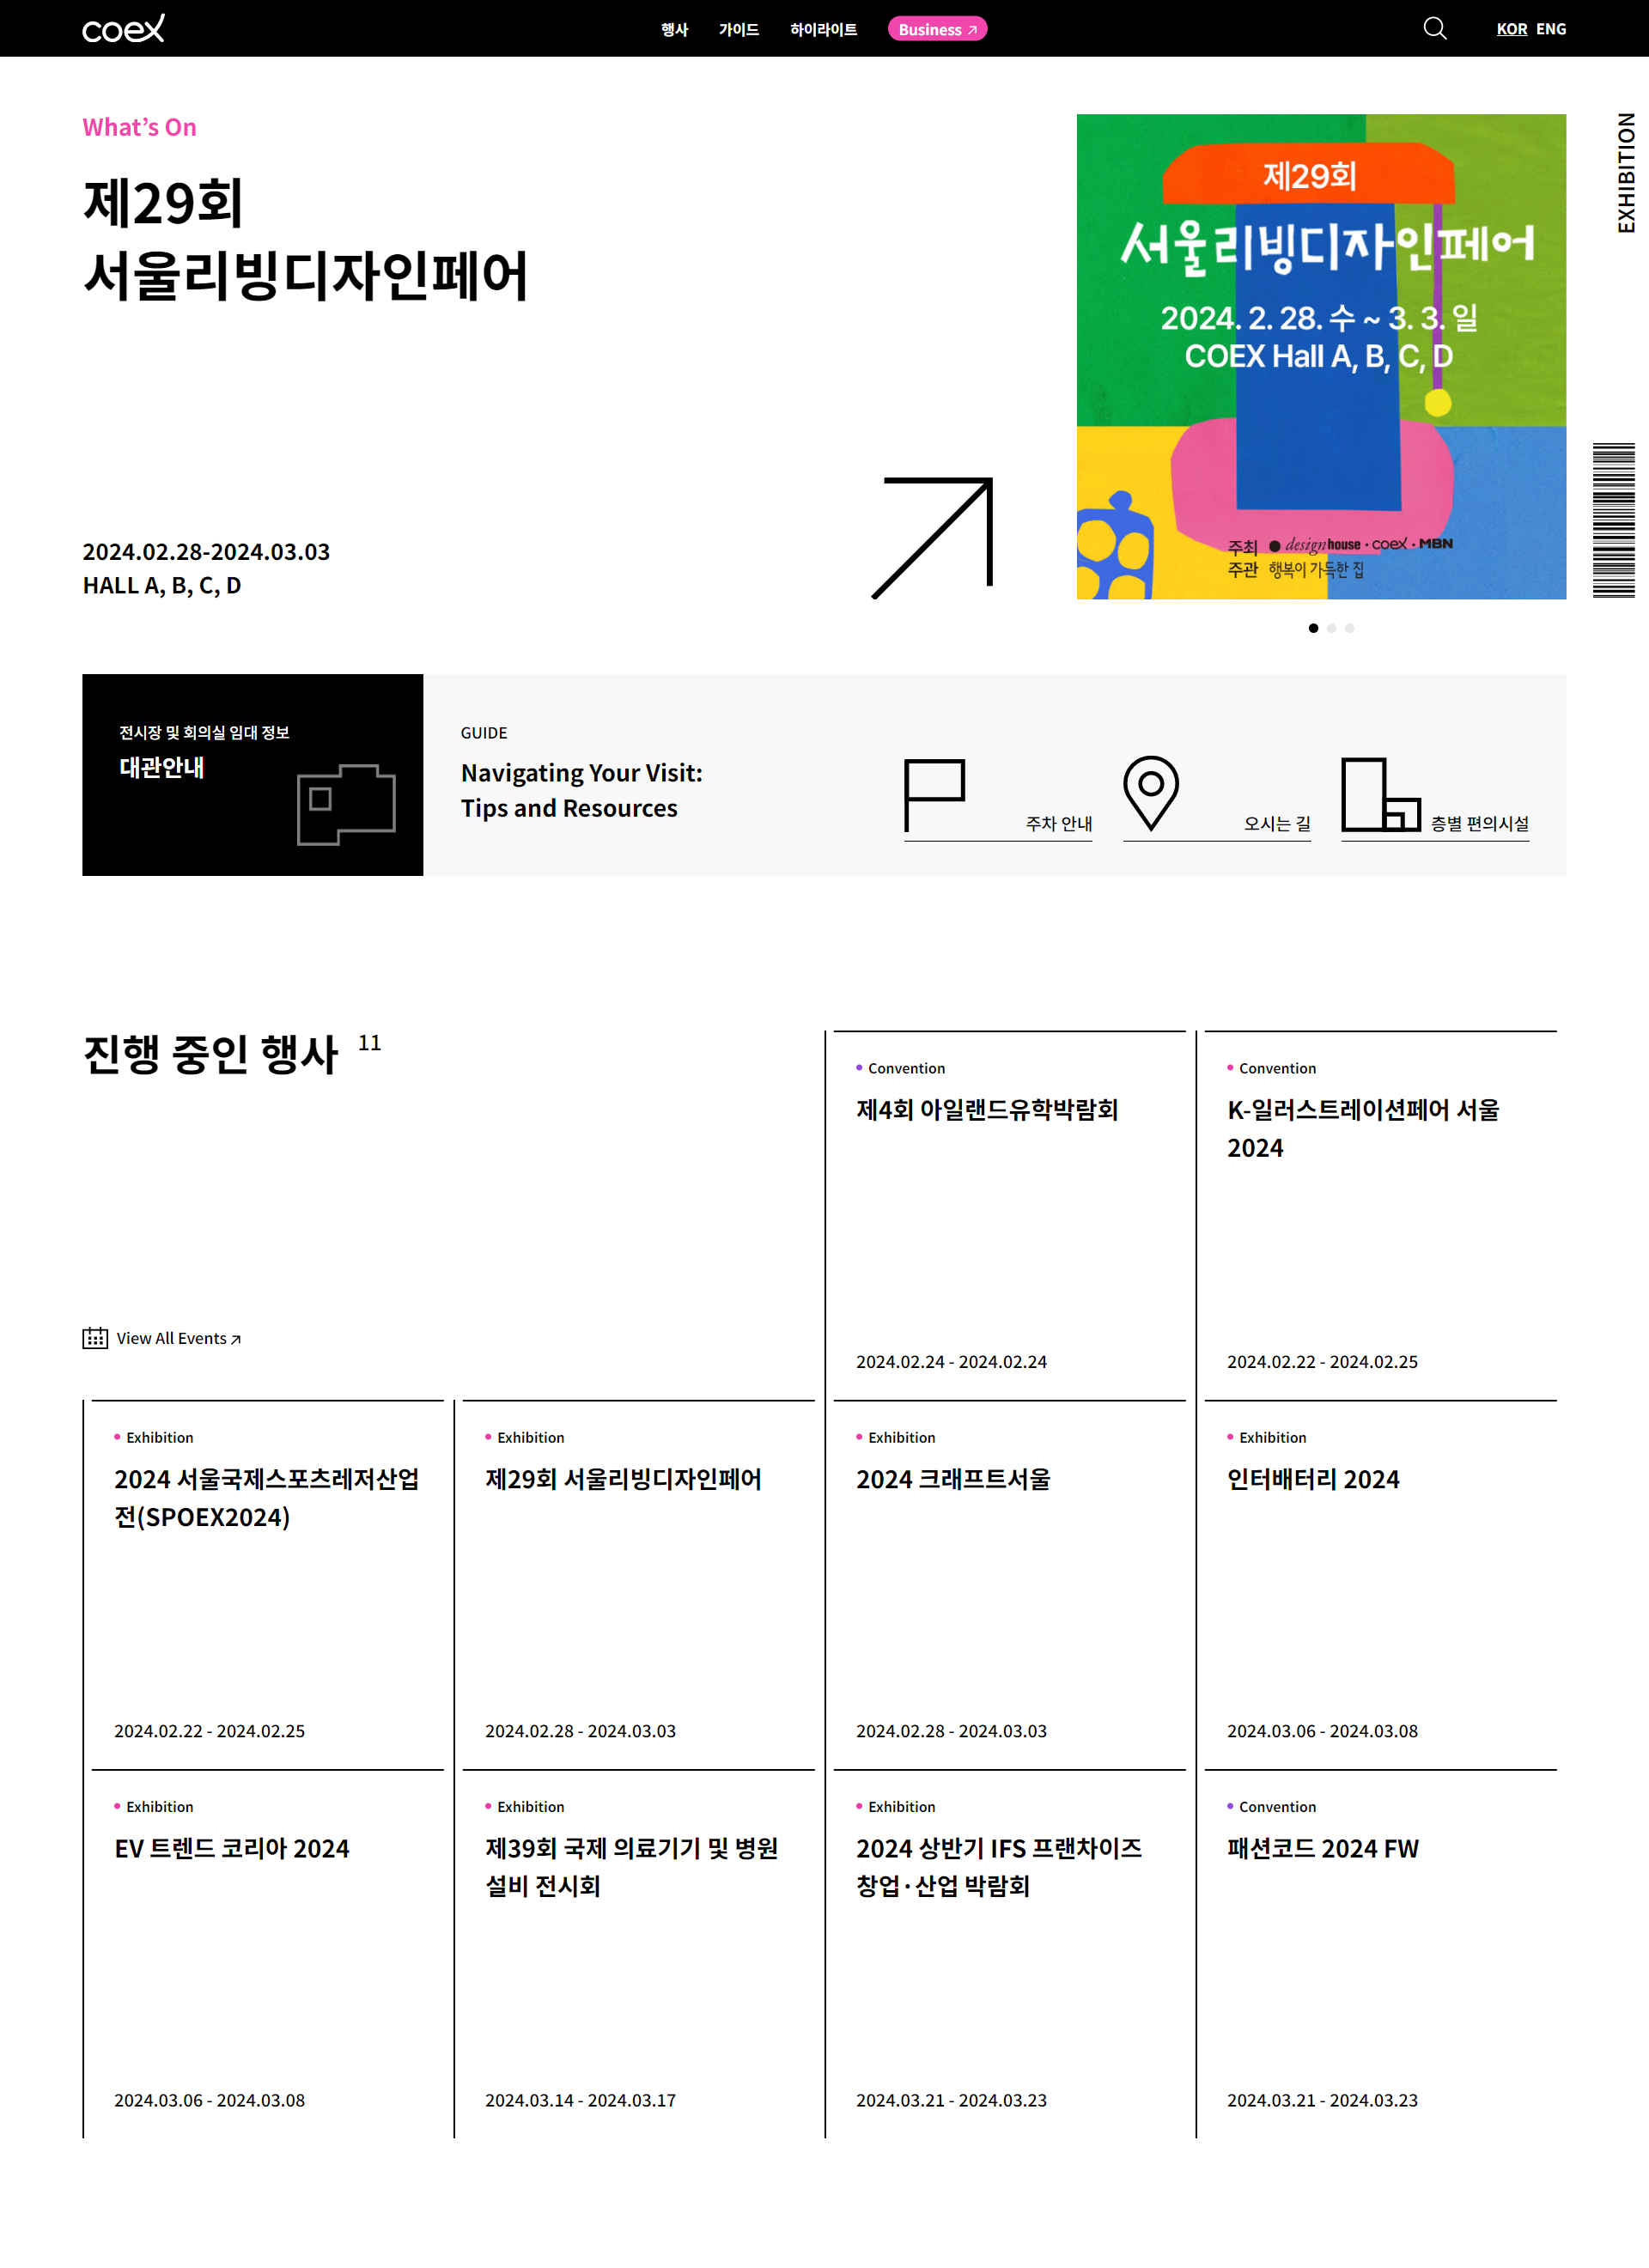 coex
행사
가이드
하이라이트
Business
KOR ENG
What's On
제29회
서울리빙디자인페어
2024.02.28-2024.03.03
HALL A, B, C, D
제29회
서울리빙디자인페어
2024. 2. 28. 수 ~ 3. 3. 일
COEX Hall A, B, C, D
주최 designhouse · coex · MBN
주관 행복이 가득한 집
EXHIBITION
전시장 및 회의실 임대 정보
대관안내
GUIDE
Navigating Your Visit:
Tips and Resources
주차 안내
오시는 길
층별 편의시설
진행 중인 행사 11
View All Events
Convention
제4회 아일랜드유학박람회
2024.02.24 - 2024.02.24
Convention
K-일러스트레이션페어 서울
2024
2024.02.22 - 2024.02.25
Exhibition
2024 서울국제스포츠레저산업
전(SPOEX2024)
2024.02.22 - 2024.02.25
Exhibition
제29회 서울리빙디자인페어
2024.02.28 - 2024.03.03
Exhibition
2024 크래프트서울
2024.02.28 - 2024.03.03
Exhibition
인터배터리 2024
2024.03.06 - 2024.03.08
Exhibition
EV 트렌드 코리아 2024
2024.03.06 - 2024.03.08
Exhibition
제39회 국제 의료기기 및 병원
설비 전시회
2024.03.14 - 2024.03.17
Exhibition
2024 상반기 IFS 프랜차이즈
창업·산업 박람회
2024.03.21 - 2024.03.23
Convention
패션코드 2024 FW
2024.03.21 - 2024.03.23